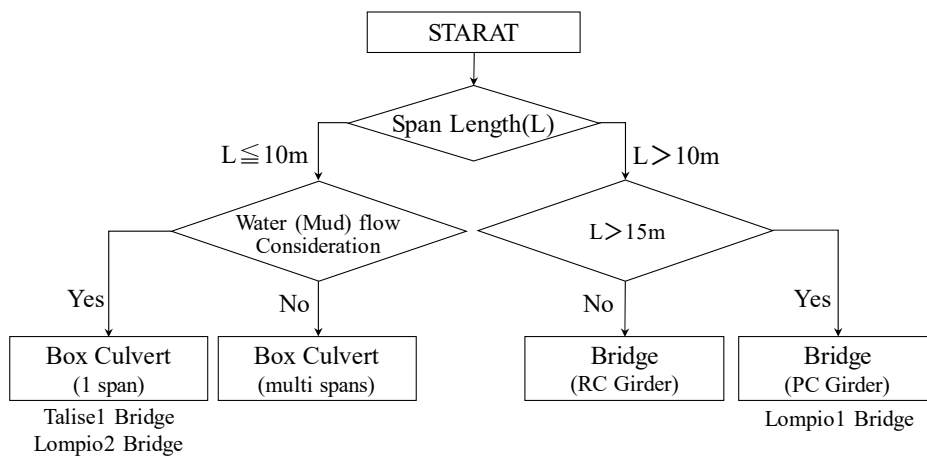 STARAT
Span Length(L)
L≦10m
L＞10m
Water (Mud) flow
Consideration
L＞15m
Yes
No
No
Yes
Box Culvert
(1 span)
Box Culvert
(multi spans)
Bridge
(RC Girder)
Bridge
(PC Girder)
Talise1 Bridge
Lompio2 Bridge
Lompio1 Bridge